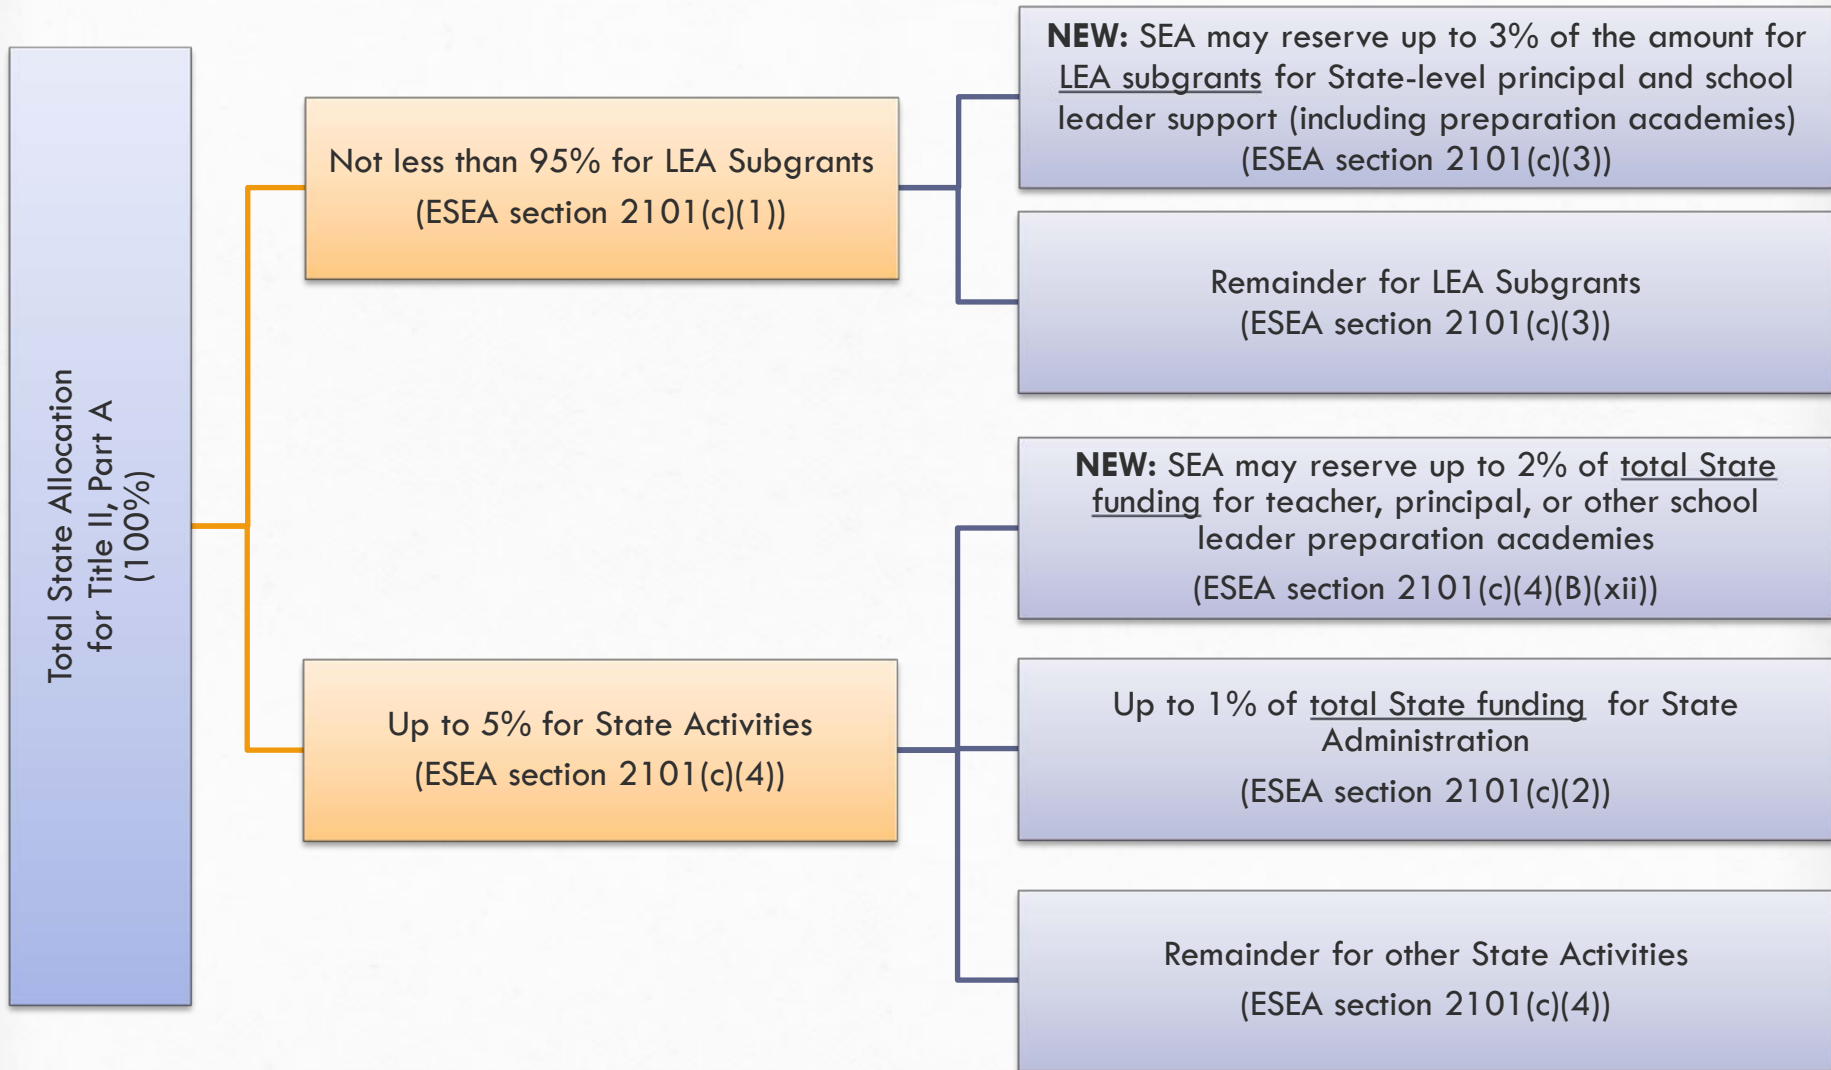 Total State Allocation
for Title II, Part A
(100%)
Not less than 95% for LEA Subgrants
(ESEA section 2101(c)(1))
NEW: SEA may reserve up to 3% of the amount for
LEA subgrants for State-level principal and school
leader support (including preparation academies)
(ESEA section 2101(c)(3))
Remainder for LEA Subgrants
(ESEA section 2101(c)(3))
Up to 5% for State Activities
(ESEA section 2101(c)(4))
NEW: SEA may reserve up to 2% of total State
funding for teacher, principal, or other school
leader preparation academies
(ESEA section 2101(c)(4)(B)(xii))
Up to 1% of total State funding for State
Administration
(ESEA section 2101(c)(2))
Remainder for other State Activities
(ESEA section 2101(c)(4))